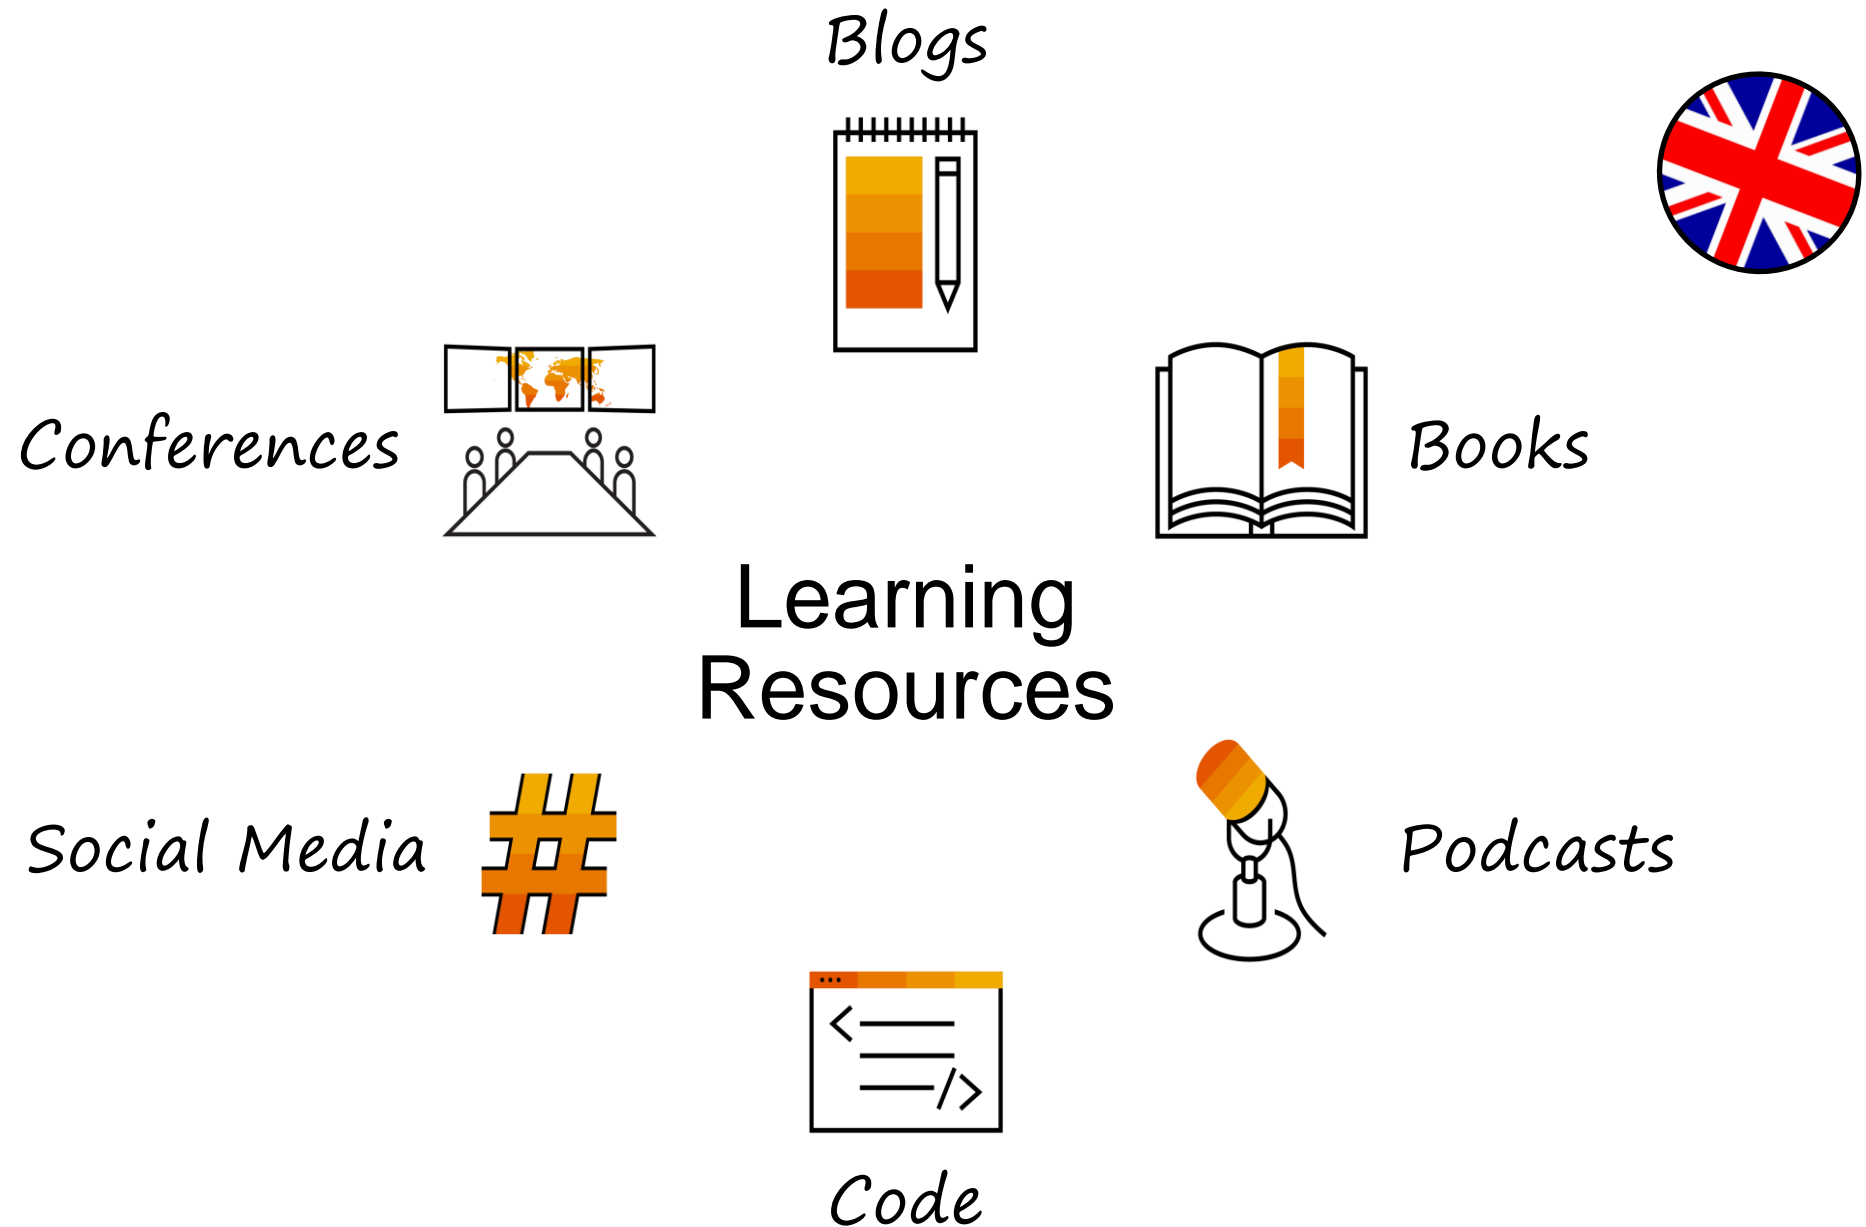 Blogs
Conferences
Books
Learning
Resources
Social Media
Podcasts
Code